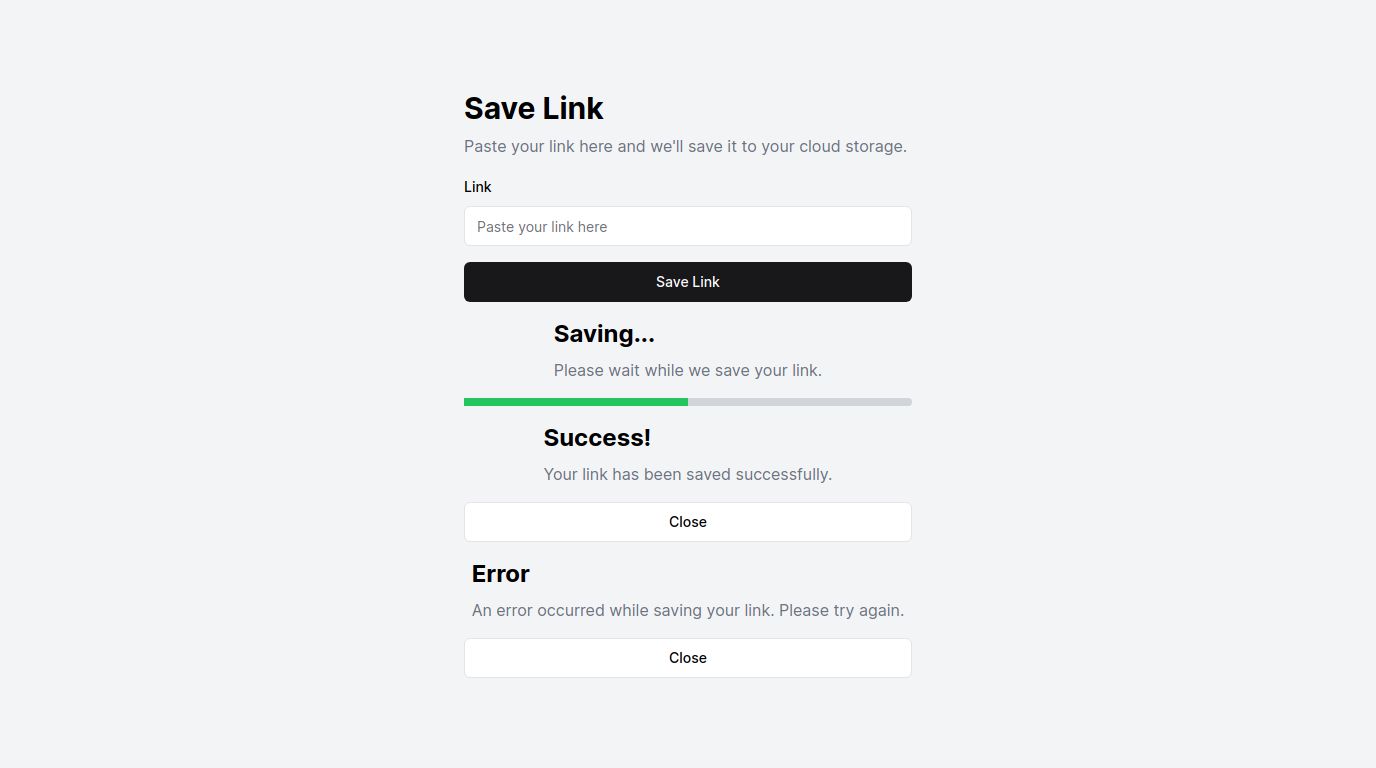 Save Link
Paste your link here and we'll save it to your cloud storage.
Link
Paste your link here
Save Link
Saving...
Please wait while we save your link.
Success!
Your link has been saved successfully.
Close
Error
An error occurred while saving your link. Please try again.
Close